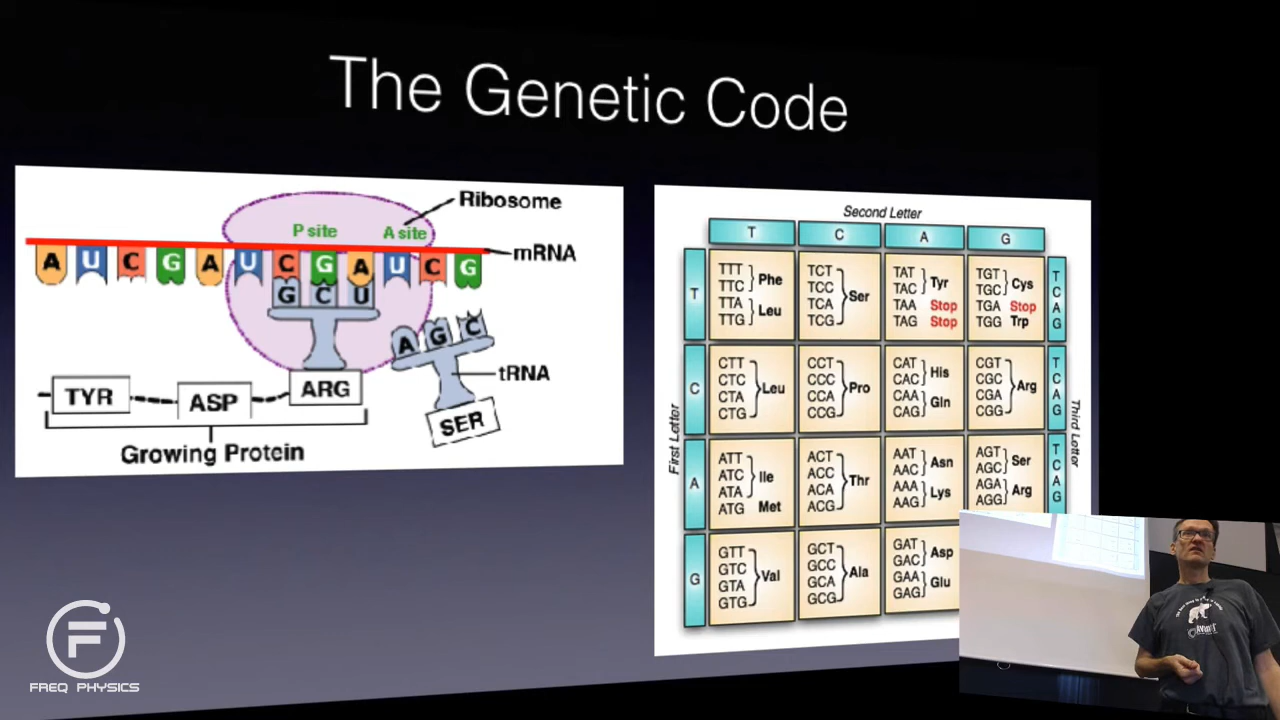 The Genetic Code
Ribosome
P site
A site
mRNA
A U C G A U C G A U C G
G C U
A G C
tRNA
TYR
ASP
ARG
SER
Growing Protein
Second Letter
T C A G
First Letter
Third Letter
T
TTT
TTC
Phe
TTA
TTG
Leu
TCT
TCC
TCA
TCG
Ser
TAT
TAC
Tyr
TAA Stop
TAG Stop
TGT
TGC
Cys
TGA Stop
TGG Trp
T
C
A
G
C
CTT
CTC
CTA
CTG
Leu
CCT
CCC
CCA
CCG
Pro
CAT
CAC
His
CAA
CAG
Gln
CGT
CGC
CGA
CGG
Arg
T
C
A
G
A
ATT
ATC
ATA
Ile
ATG Met
ACT
ACC
ACA
ACG
Thr
AAT
AAC
Asn
AAA
AAG
Lys
AGT
AGC
Ser
AGA
AGG
Arg
T
C
A
G
G
GTT
GTC
GTA
GTG
Val
GCT
GCC
GCA
GCG
Ala
GAT
GAC
Asp
GAA
GAG
Glu
F
FREQ PHYSICS